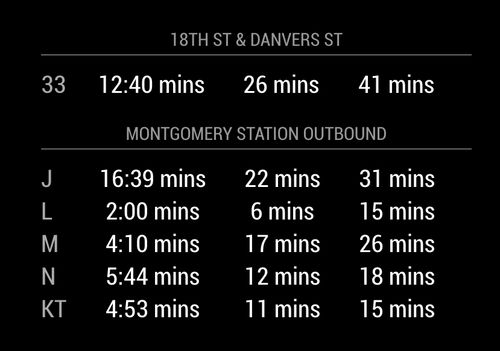 18TH ST & DANVERS ST
33 12:40 mins 26 mins 41 mins
MONTGOMERY STATION OUTBOUND
J 16:39 mins 22 mins 31 mins
L 2:00 mins 6 mins 15 mins
M 4:10 mins 17 mins 26 mins
N 5:44 mins 12 mins 18 mins
KT 4:53 mins 11 mins 15 mins